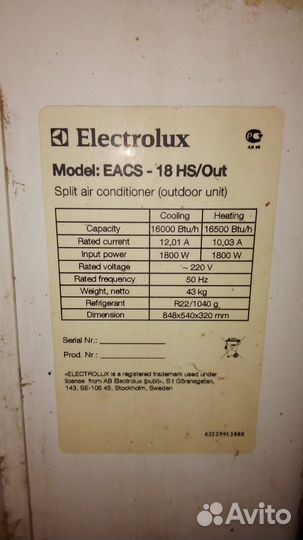 Electrolux
АЯ 46
Model: EACS - 18 HS/Out
Split air conditioner (outdoor unit)
Cooling Heating
Capacity 16000 Btu/h 16500 Btu/h
Rated current 12,01 A 10,03 A
Input power 1800 W 1800 W
Rated voltage ~ 220 V
Rated frequency 50 Hz
Weight, netto 43 kg
Refrigerant R22/1040 g
Dimension 848x540x320 mm
Serial Nr.:
Prod. Nr.:
«ELECTROLUX is a registered trademark used under
license from AB Electrolux (publ)», S:t Göransgatan,
143, SE-105 45, Stockholm, Sweden
63229913888
Avito